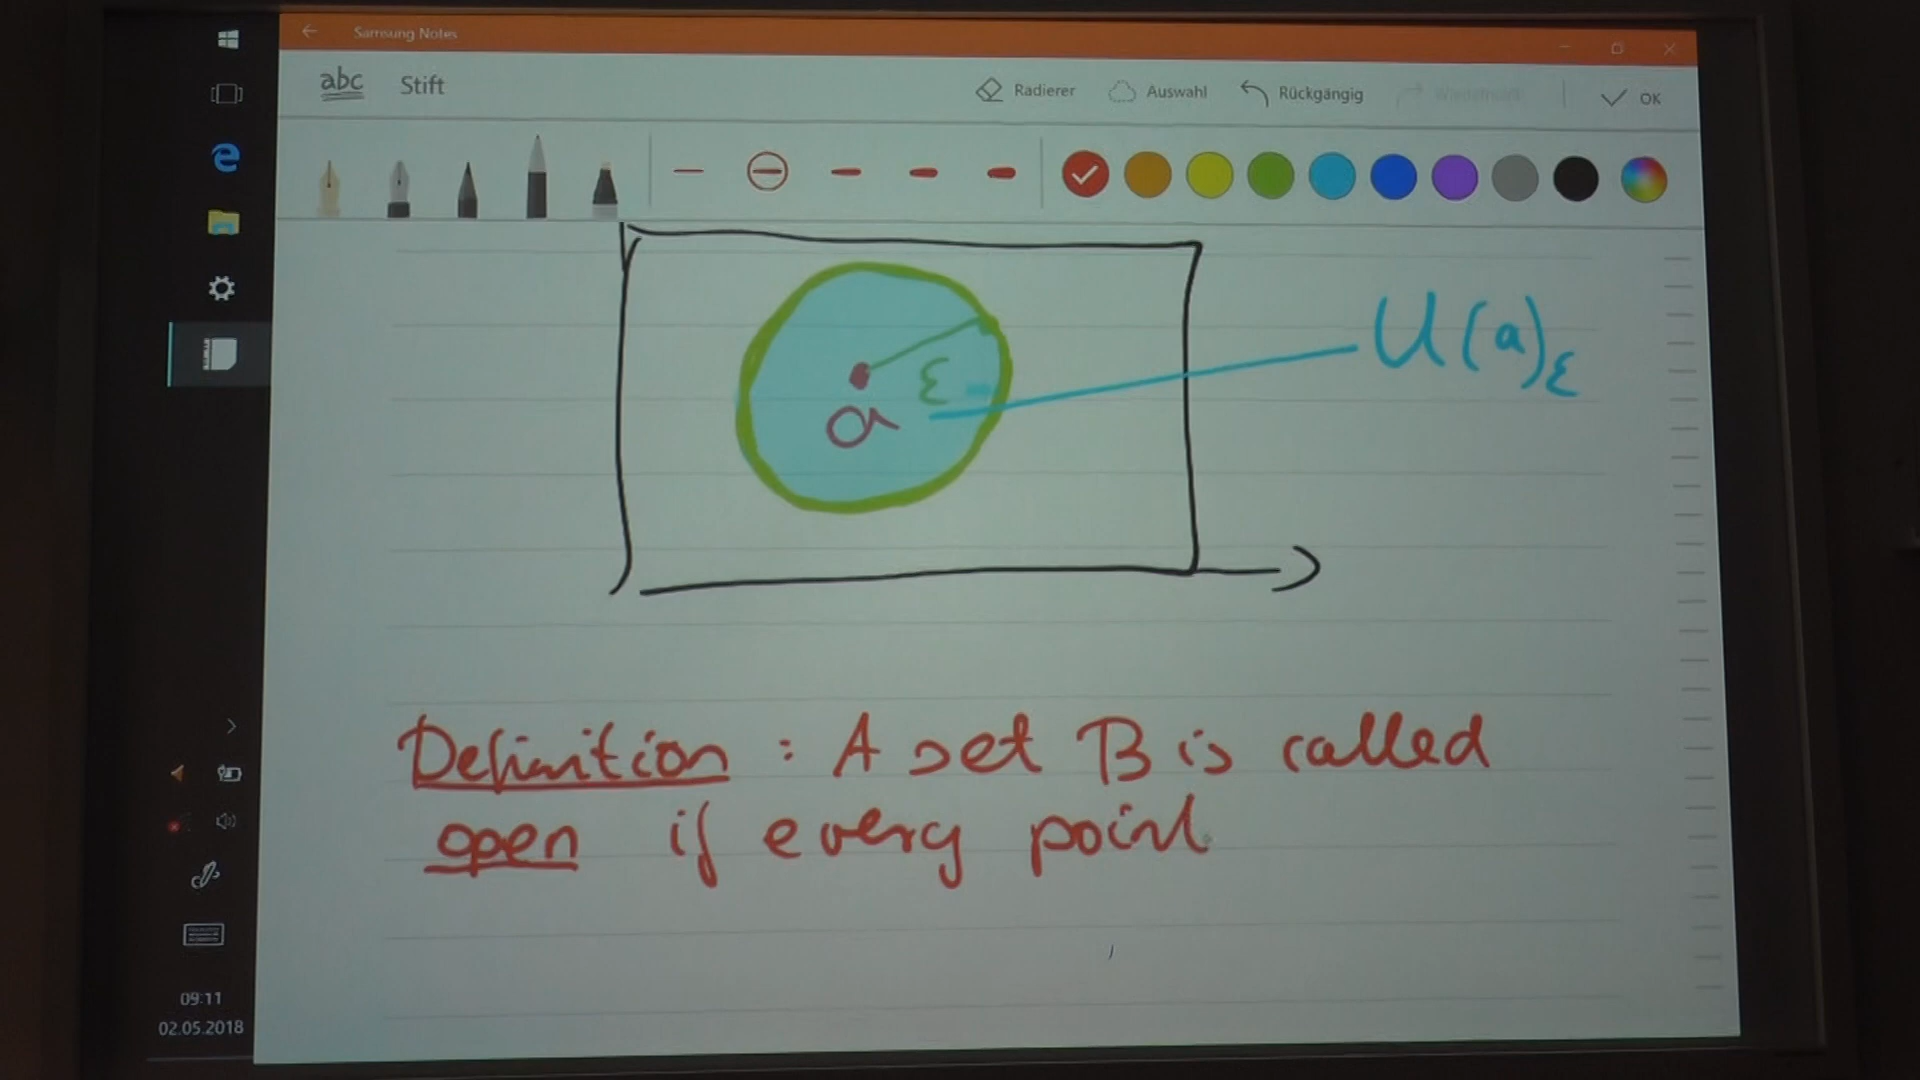 Samsung Notes
abc Stift Radierer Auswahl Rückgängig OK
U(a)ε
ε
a
Definition : A set B is called
open if every point
09:11
02.05.2018